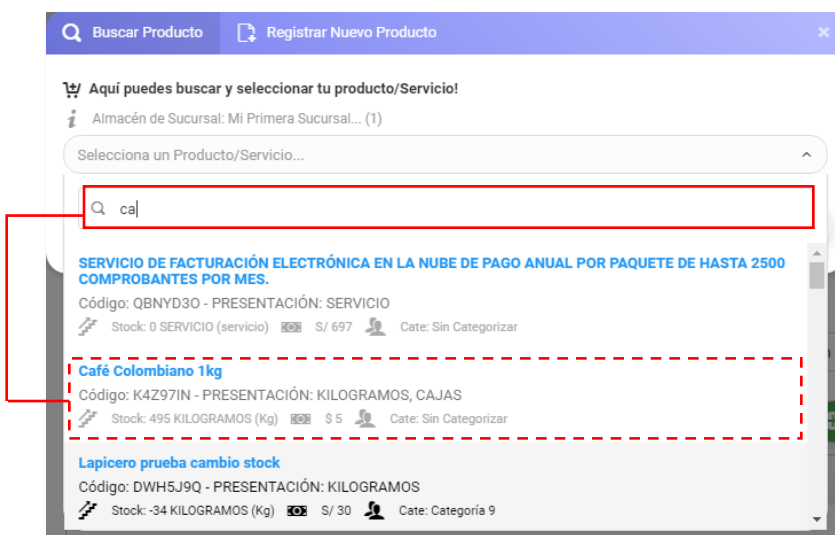 Buscar Producto Registrar Nuevo Producto ×
Aquí puedes buscar y seleccionar tu producto/Servicio!
Almacén de Sucursal: Mi Primera Sucursal... (1)
Selecciona un Producto/Servicio...
ca
SERVICIO DE FACTURACIÓN ELECTRÓNICA EN LA NUBE DE PAGO ANUAL POR PAQUETE DE HASTA 2500
COMPROBANTES POR MES.
Código: QBNYD3O - PRESENTACIÓN: SERVICIO
Stock: 0 SERVICIO (servicio) S/ 697 Cate: Sin Categorizar
Café Colombiano 1kg
Código: K4Z97IN - PRESENTACIÓN: KILOGRAMOS, CAJAS
Stock: 495 KILOGRAMOS (Kg) $ 5 Cate: Sin Categorizar
Lapicero prueba cambio stock
Código: DWH5J9Q - PRESENTACIÓN: KILOGRAMOS
Stock: -34 KILOGRAMOS (Kg) S/ 30 Cate: Categoría 9